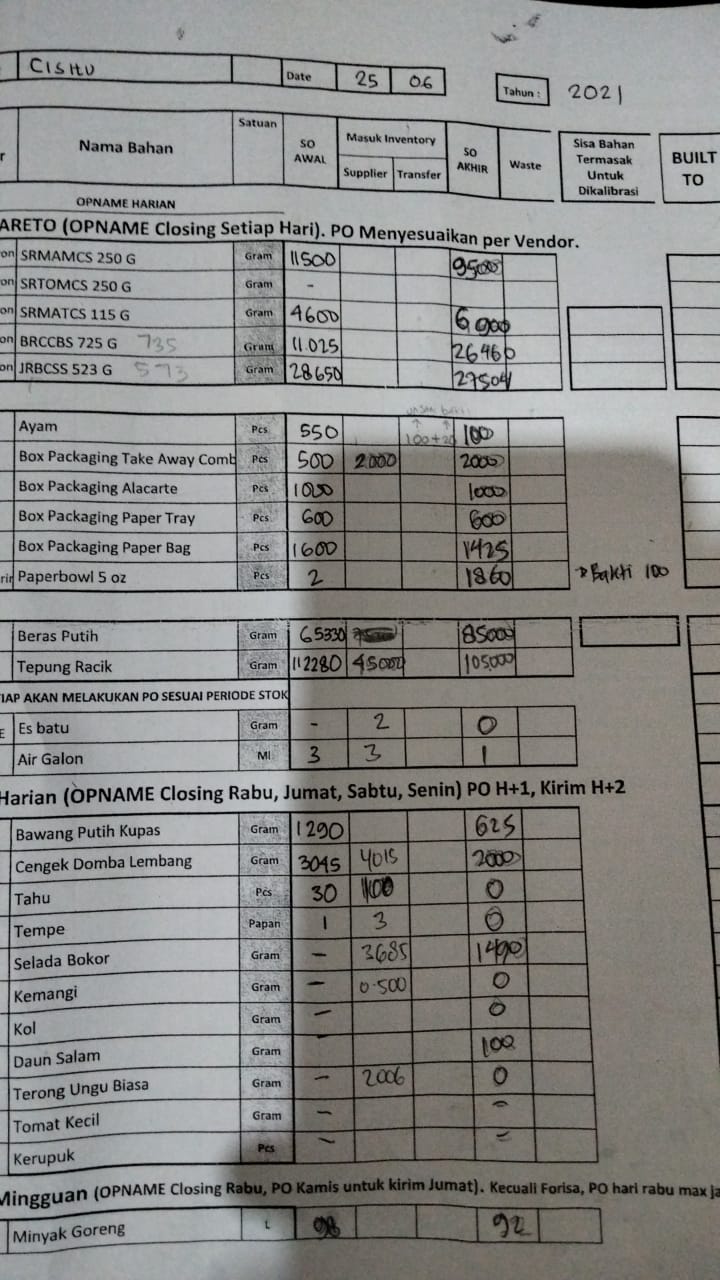 CISITU Date 25 06 Tahun : 2021
Nama Bahan Satuan SO AWAL Masuk Inventory Supplier Transfer SO AKHIR Waste Sisa Bahan Termasak Untuk Dikalibrasi BUILT TO
OPNAME HARIAN
ARETO (OPNAME Closing Setiap Hari). PO Menyesuaikan per Vendor.
on SRMAMCS 250 G Gram 11500
on SRTOMCS 250 G Gram -
on SRMATCS 115 G Gram 4600 6900
on BRCCBS 725 G 735 Gram 11.025 26460
on JRBCSS 523 G 573 Gram 28650 27504
Ayam Pcs 550 100+20 100
Box Packaging Take Away Comb Pcs 500 2000 2000
Box Packaging Alacarte Pcs 1000 1000
Box Packaging Paper Tray Pcs 600 600
Box Packaging Paper Bag Pcs 1600 1425
rir Paperbowl 5 oz Pcs 2 1860 → Bakti 100
Beras Putih Gram 65330 85000
Tepung Racik Gram 112280 45000 105000
IAP AKAN MELAKUKAN PO SESUAI PERIODE STOK
E Es batu Gram - 2 0
Air Galon Ml 3 3 1
Harian (OPNAME Closing Rabu, Jumat, Sabtu, Senin) PO H+1, Kirim H+2
Bawang Putih Kupas Gram 1290 625
Cengek Domba Lembang Gram 3045 4015 2000
Tahu Pcs 30 100 0
Tempe Papan 1 3 0
Selada Bokor Gram - 3685 1490
Kemangi Gram - 0.500 0
Kol Gram - 0
Daun Salam Gram 100
Terong Ungu Biasa Gram - 2006 0
Tomat Kecil Gram - -
Kerupuk Pcs - -
Mingguan (OPNAME Closing Rabu, PO Kamis untuk kirim Jumat). Kecuali Forisa, PO hari rabu max ja
Minyak Goreng L 98 92